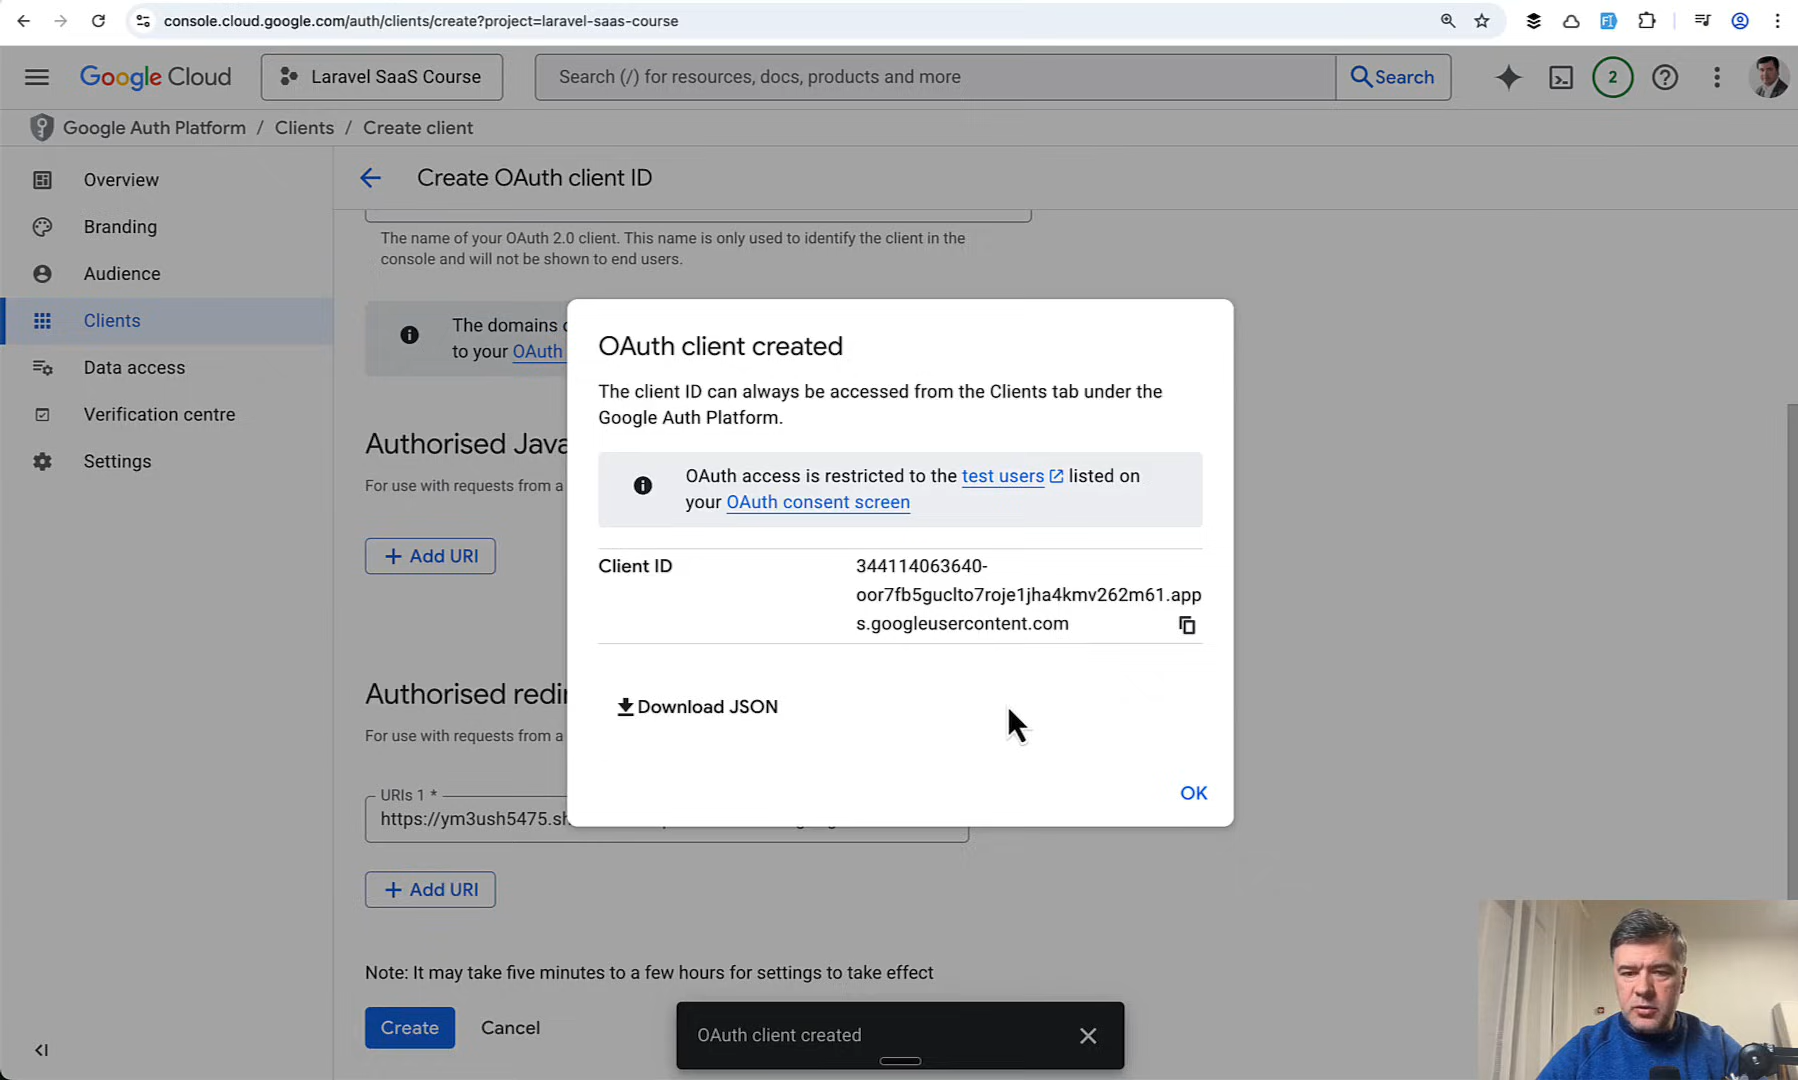 console.cloud.google.com/auth/clients/create?project=laravel-saas-course
Google Cloud
Laravel SaaS Course
Search (/) for resources, docs, products and more
Search
2
Google Auth Platform / Clients / Create client
Overview
Branding
Audience
Clients
Data access
Verification centre
Settings
Create OAuth client ID
The name of your OAuth 2.0 client. This name is only used to identify the client in the
console and will not be shown to end users.
The domains
to your OAuth
Authorised Java
For use with requests from a
+ Add URI
Authorised redi
For use with requests from a
URIs 1 *
https://ym3ush5475.sh
+ Add URI
Note: It may take five minutes to a few hours for settings to take effect
Create
Cancel
OAuth client created
The client ID can always be accessed from the Clients tab under the
Google Auth Platform.
OAuth access is restricted to the test users listed on
your OAuth consent screen
Client ID
344114063640-
oor7fb5guclto7roje1jha4kmv262m61.app
s.googleusercontent.com
Download JSON
OK
OAuth client created